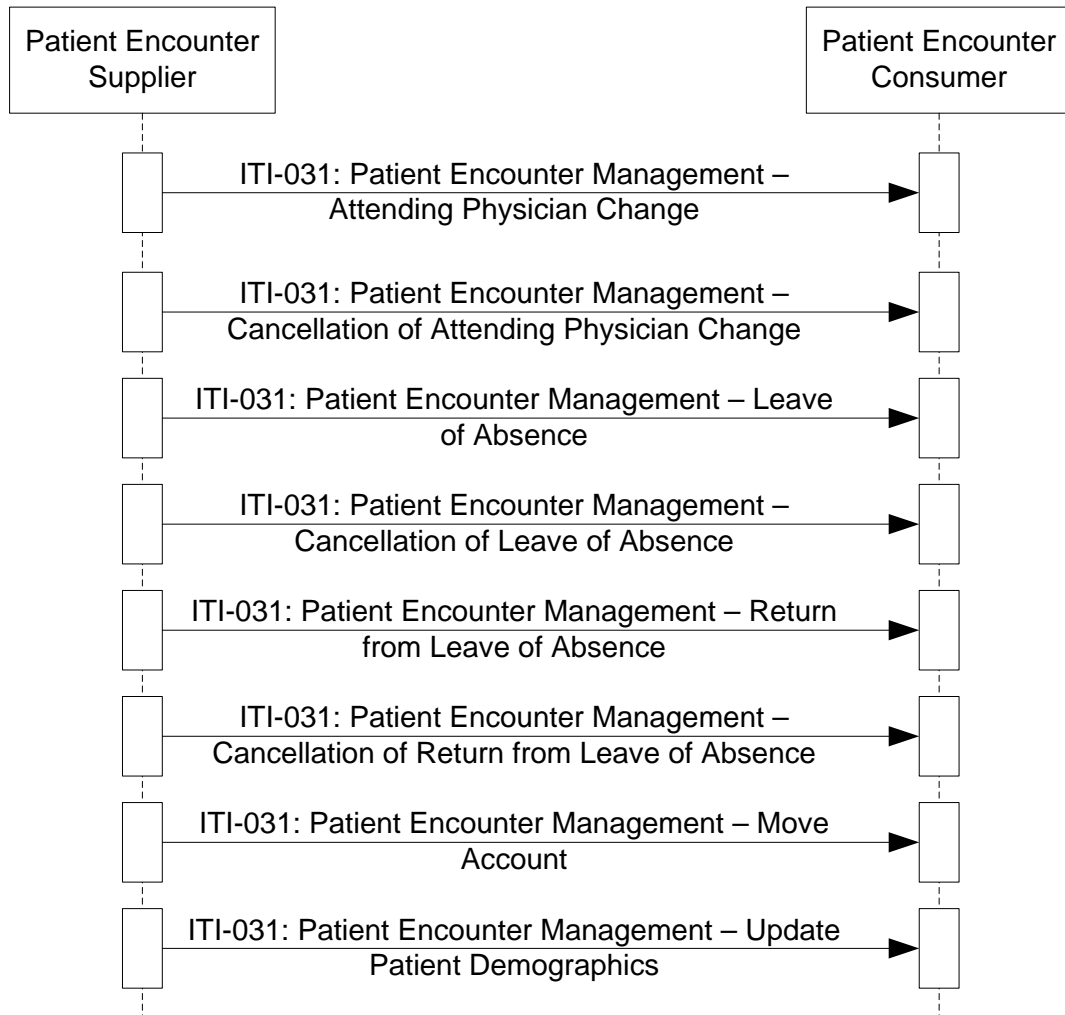 Patient Encounter
Supplier
Patient Encounter
Consumer
ITI-031: Patient Encounter Management –
Attending Physician Change
ITI-031: Patient Encounter Management –
Cancellation of Attending Physician Change
ITI-031: Patient Encounter Management – Leave
of Absence
ITI-031: Patient Encounter Management –
Cancellation of Leave of Absence
ITI-031: Patient Encounter Management – Return
from Leave of Absence
ITI-031: Patient Encounter Management –
Cancellation of Return from Leave of Absence
ITI-031: Patient Encounter Management – Move
Account
ITI-031: Patient Encounter Management – Update
Patient Demographics